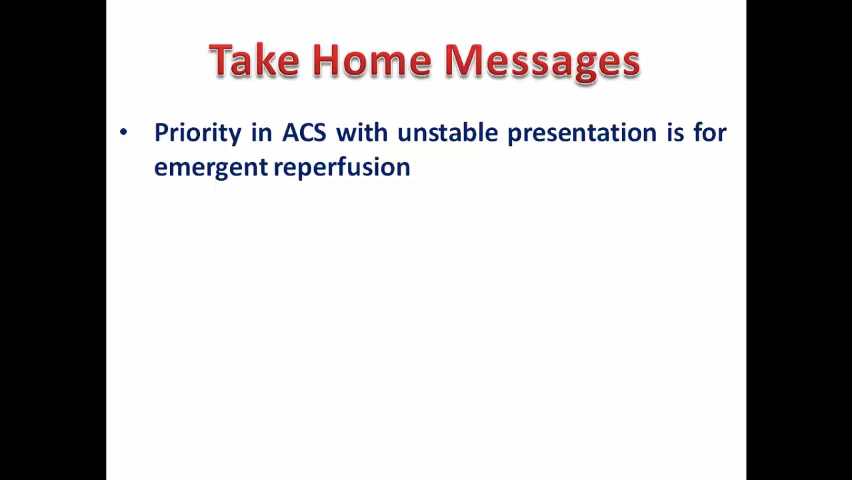 Take Home Messages
• Priority in ACS with unstable presentation is for
emergent reperfusion